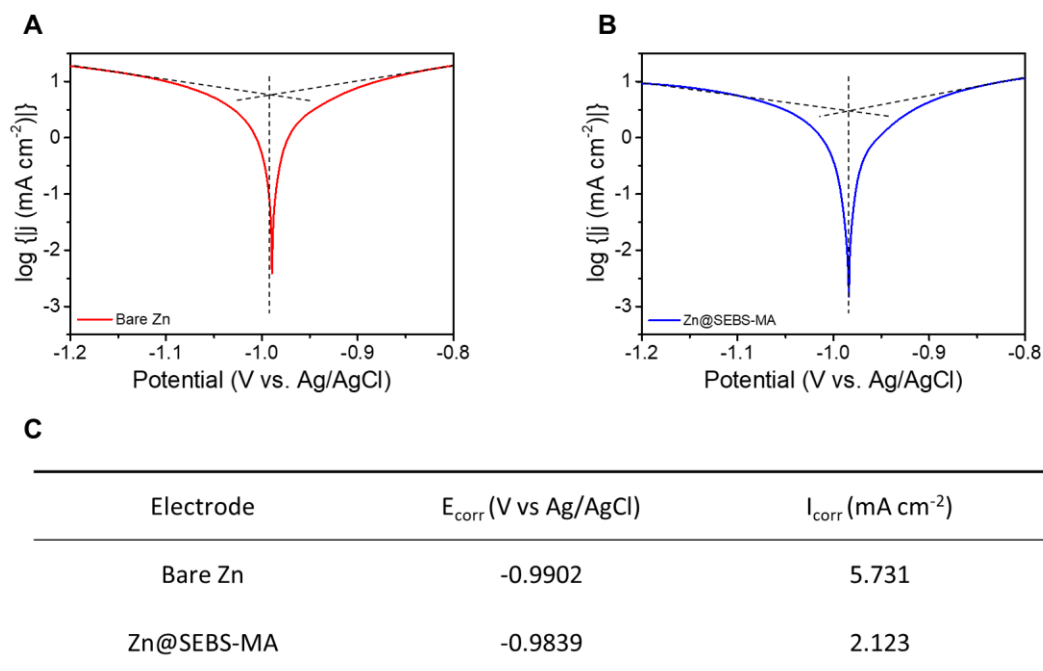 A
log {|j (mA cm⁻²)|}
1
0
-1
-2
-3
Bare Zn
-1.2 -1.1 -1.0 -0.9 -0.8
Potential (V vs. Ag/AgCl)
B
log {|j (mA cm⁻²)|}
1
0
-1
-2
-3
Zn@SEBS-MA
-1.2 -1.1 -1.0 -0.9 -0.8
Potential (V vs. Ag/AgCl)
C
Electrode E_corr (V vs Ag/AgCl) I_corr (mA cm⁻²)
Bare Zn -0.9902 5.731
Zn@SEBS-MA -0.9839 2.123